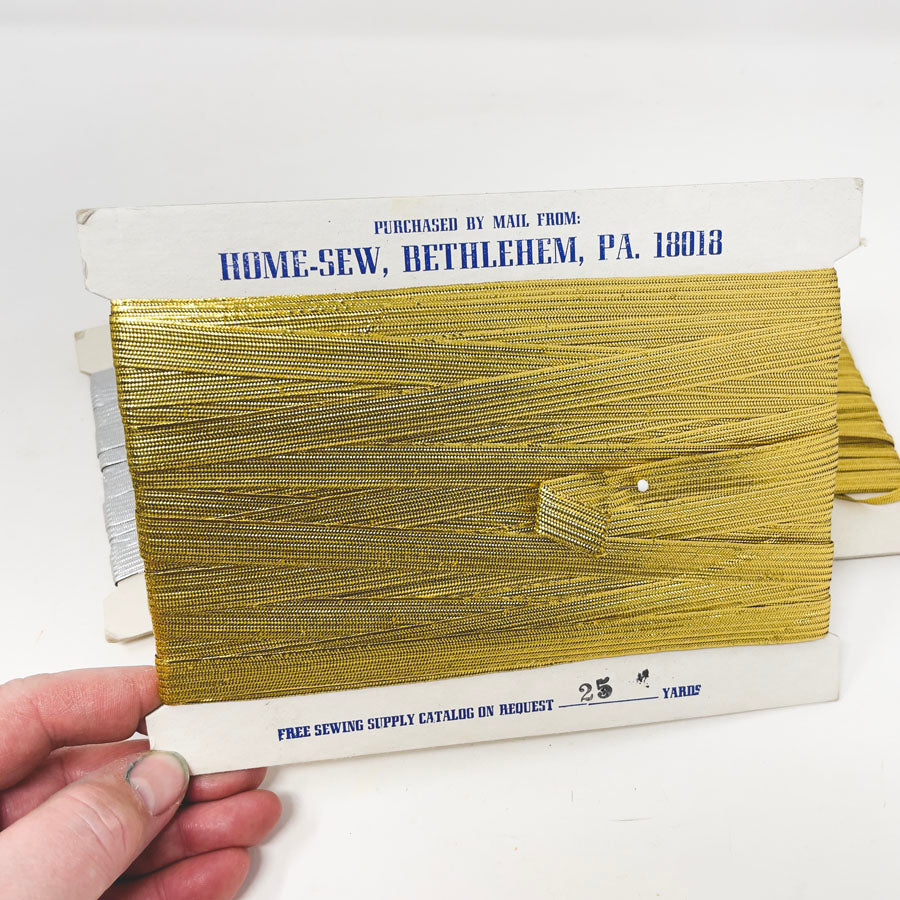 PURCHASED BY MAIL FROM:
HOME-SEW, BETHLEHEM, PA. 18018
FREE SEWING SUPPLY CATALOG ON REQUEST 25 YARDS